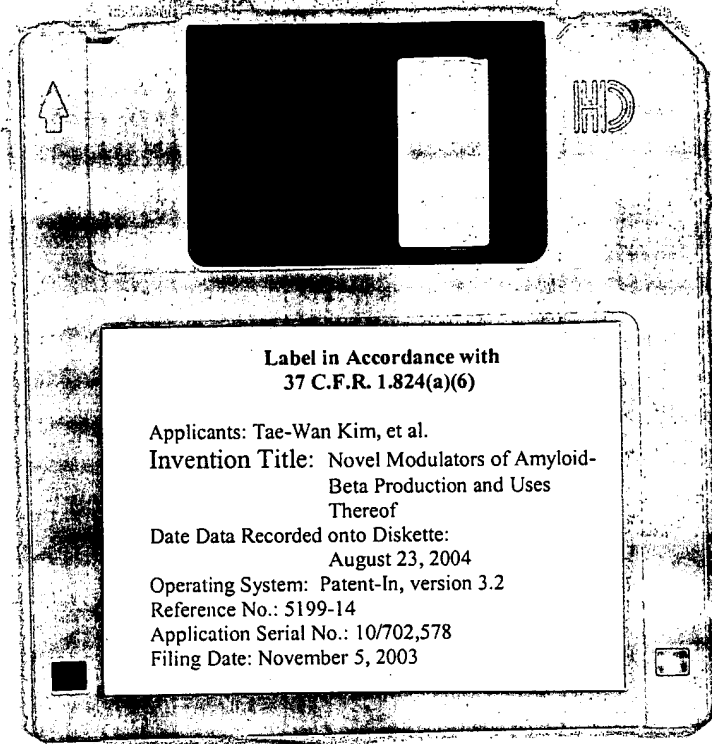 HD
Label in Accordance with
37 C.F.R. 1.824(a)(6)
Applicants: Tae-Wan Kim, et al.
Invention Title: Novel Modulators of Amyloid-
Beta Production and Uses
Thereof
Date Data Recorded onto Diskette:
August 23, 2004
Operating System: Patent-In, version 3.2
Reference No.: 5199-14
Application Serial No.: 10/702,578
Filing Date: November 5, 2003